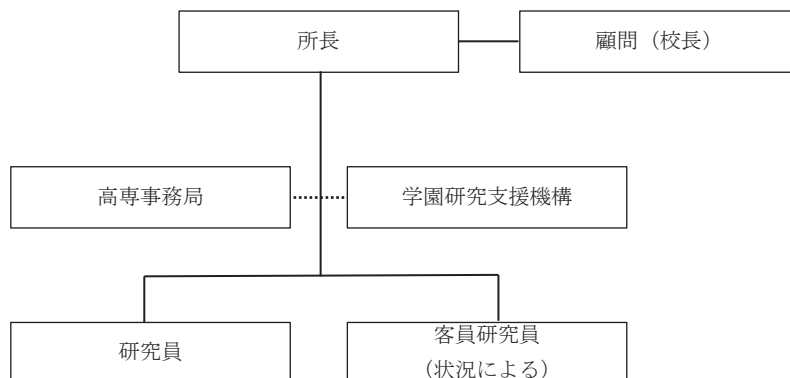 所長
顧問（校長）
高専事務局
学園研究支援機構
研究員
客員研究員
（状況による）